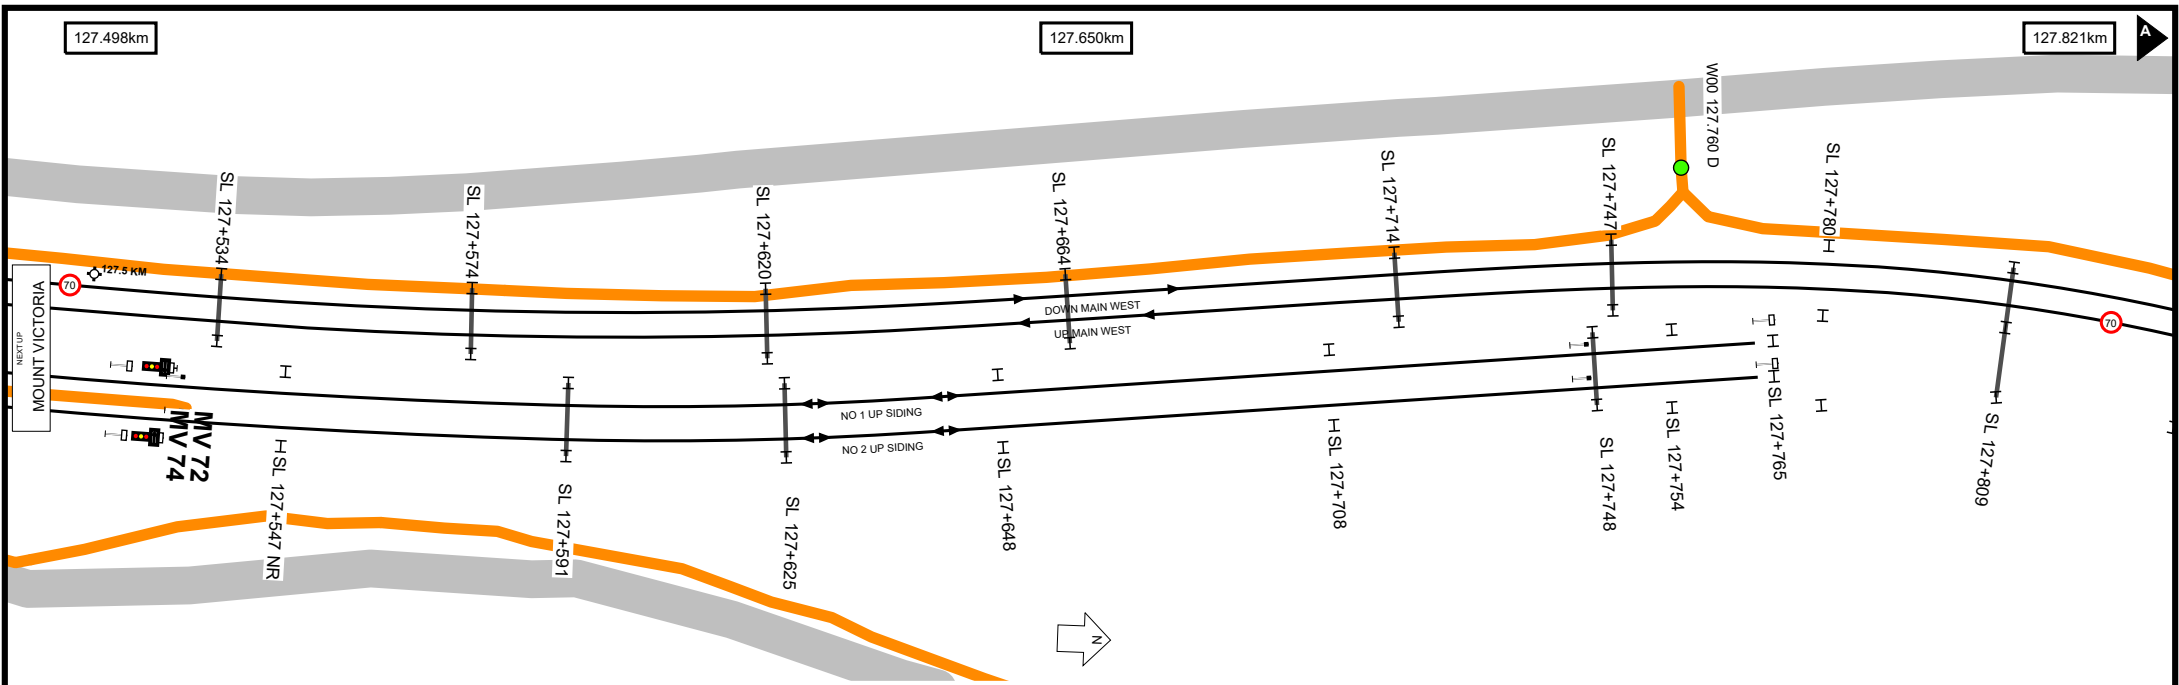 127.498km
127.650km
127.821km
A
W00 127.760 D
SL 127+534
SL 127+574
SL 127+620
SL 127+664
SL 127+714
SL 127+747
SL 127+780
127.5 KM
70
NEXT UP
MOUNT VICTORIA
DOWN MAIN WEST
UP MAIN WEST
70
NO 1 UP SIDING
NO 2 UP SIDING
MV 72
MV 74
SL 127+547 NR
SL 127+591
SL 127+625
SL 127+648
SL 127+708
SL 127+748
SL 127+754
SL 127+765
SL 127+809
N